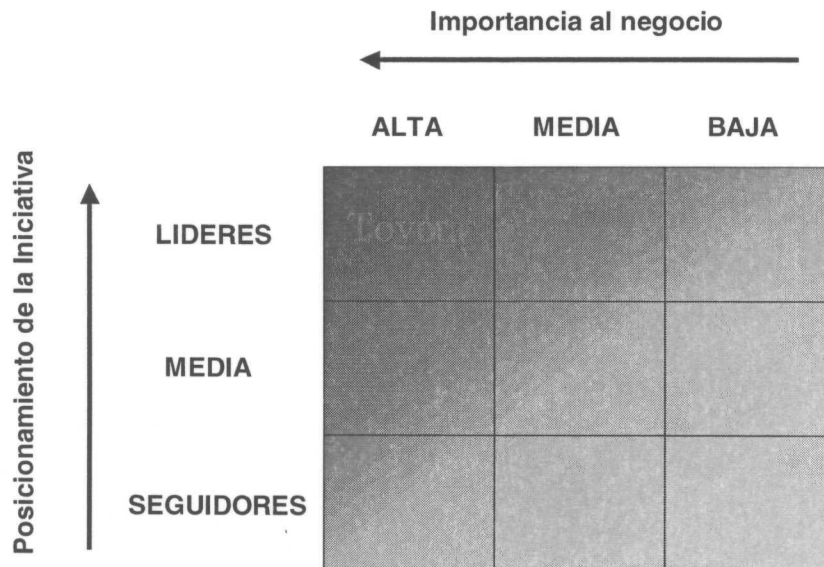 Importancia al negocio
ALTA MEDIA BAJA
Posicionamiento de la Iniciativa
LIDERES
MEDIA
SEGUIDORES